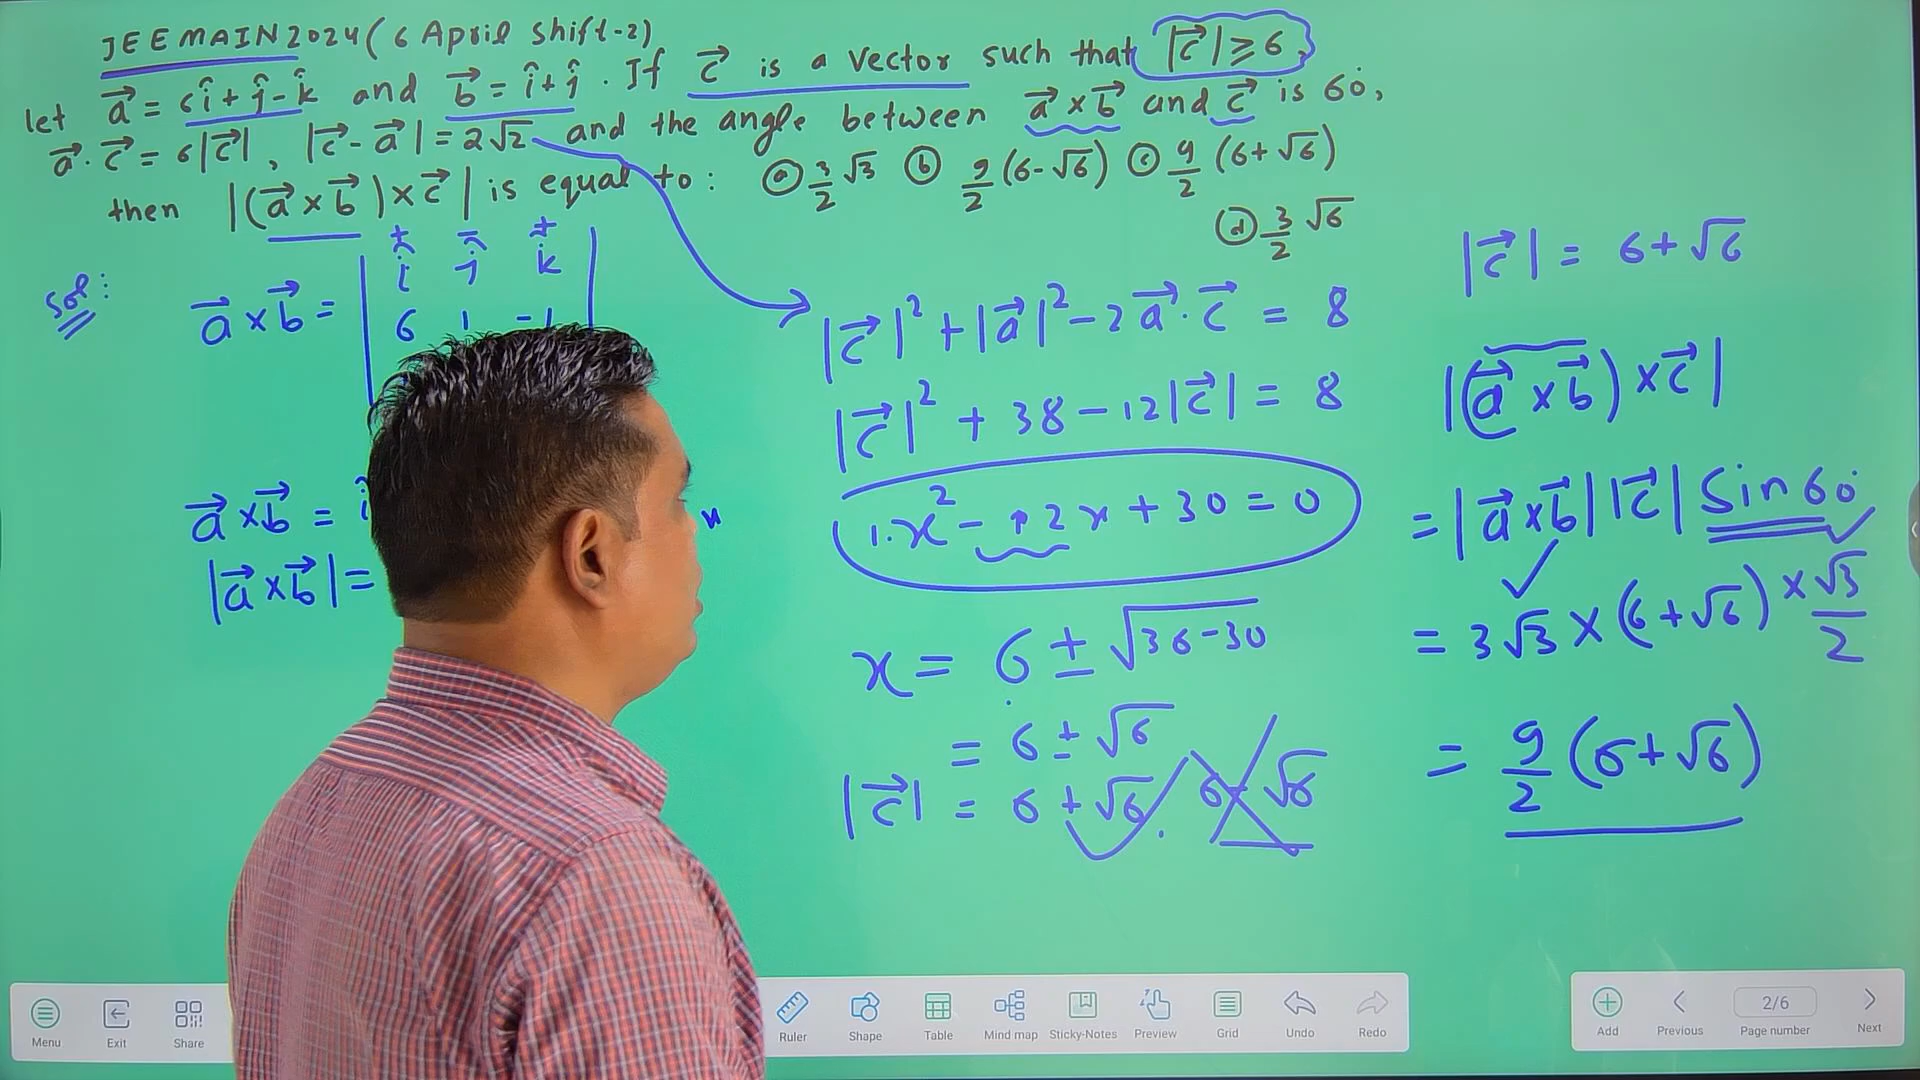 JEE MAIN 2024 ( 6 April shift-2)
let a⃗ = 6î + ĵ - k̂ and b⃗ = î + ĵ . If c⃗ is a vector such that |c⃗| ≥ 6,
a⃗ . c⃗ = 6|c⃗| , |c⃗ - a⃗| = 2√2 and the angle between a⃗ × b⃗ and c⃗ is 60°,
then |(a⃗ × b⃗) × c⃗| is equal to : (a) 3/2 √3 (b) 9/2 (6-√6) (c) 9/2 (6+√6)
(d) 3/2 √6
Sol :
+ - +
a⃗ × b⃗ = | î ĵ k̂
6 1 -1
a⃗ × b⃗ = î
|a⃗ × b⃗| =
|c⃗|² + |a⃗|² - 2 a⃗ . c⃗ = 8
|c⃗|² + 38 - 12|c⃗| = 8
1.x² - 12x + 30 = 0
x = 6 ± √36-30
= 6 ± √6
|c⃗| = 6 + √6 , 6 - √6
|c⃗| = 6 + √6
|(a⃗ × b⃗) × c⃗|
= |a⃗ × b⃗| |c⃗| Sin 60°
= 3√3 × (6+√6) × √3/2
= 9/2 (6+√6)
Menu
Exit
Share
Ruler
Shape
Table
Mind map
Sticky-Notes
Preview
Grid
Undo
Redo
Add
Previous
2/6
Page number
Next